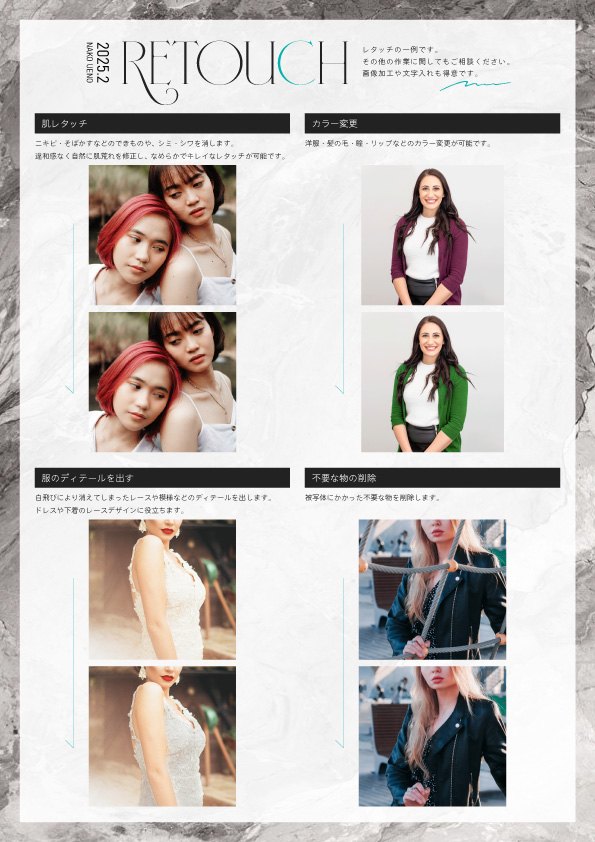 2025.2
NAKO UENO
RETOUCH
レタッチの一例です。
その他の作業に関してもご相談ください。
画像加工や文字入れも得意です。
肌レタッチ
ニキビ・そばかすなどのできものや、シミ・シワを消します。
違和感なく自然に肌荒れを修正し、なめらかでキレイなレタッチが可能です。
カラー変更
洋服・髪の毛・瞳・リップなどのカラー変更が可能です。
服のディテールを出す
白飛びにより消えてしまったレースや模様などのディテールを出します。
ドレスや下着のレースデザインに役立ちます。
不要な物の削除
被写体にかかった不要な物を削除します。